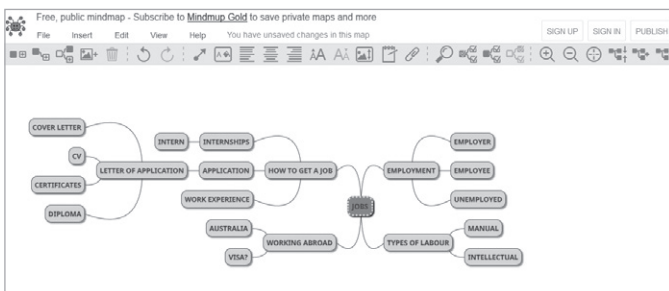 Free, public mindmap - Subscribe to Mindmup Gold to save private maps and more
File Insert Edit View Help You have unsaved changes in this map
SIGN UP SIGN IN PUBLISH
COVER LETTER
CV
CERTIFICATES
DIPLOMA
LETTER OF APPLICATION
INTERN
INTERNSHIPS
APPLICATION
WORK EXPERIENCE
HOW TO GET A JOB
AUSTRALIA
VISA?
WORKING ABROAD
JOBS
EMPLOYMENT
EMPLOYER
EMPLOYEE
UNEMPLOYED
TYPES OF LABOUR
MANUAL
INTELLECTUAL